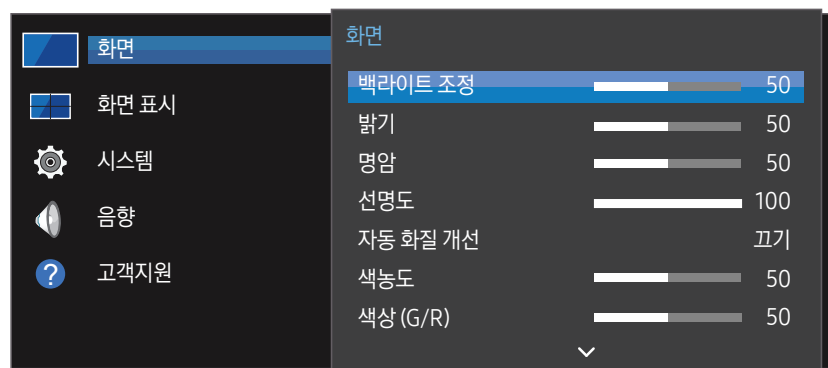 화면
화면 표시
시스템
음향
고객지원
화면
백라이트 조정 50
밝기 50
명암 50
선명도 100
자동 화질 개선 끄기
색농도 50
색상 (G/R) 50